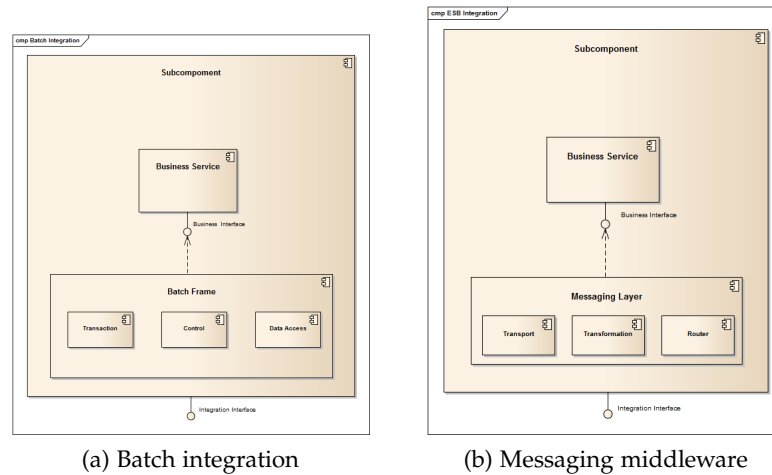 cmp Batch Integration
Subcompoment
Business Service
Business Interface
Batch Frame
Transaction
Control
Data Access
Integration Interface
(a) Batch integration
cmp ESB Integration
Subcomponent
Business Service
Business Interface
Messaging Layer
Transport
Transformation
Router
Integration Interface
(b) Messaging middleware